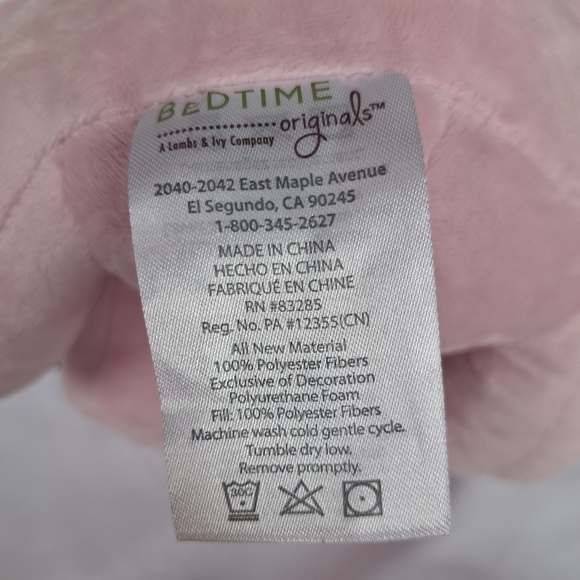 BEDTIME
originals™
A Lambs & Ivy Company
2040-2042 East Maple Avenue
El Segundo, CA 90245
1-800-345-2627
MADE IN CHINA
HECHO EN CHINA
FABRIQUÉ EN CHINE
RN #83285
Reg. No. PA #12355(CN)
All New Material
100% Polyester Fibers
Exclusive of Decoration
Polyurethane Foam
Fill: 100% Polyester Fibers
Machine wash cold gentle cycle.
Tumble dry low.
Remove promptly.
30C